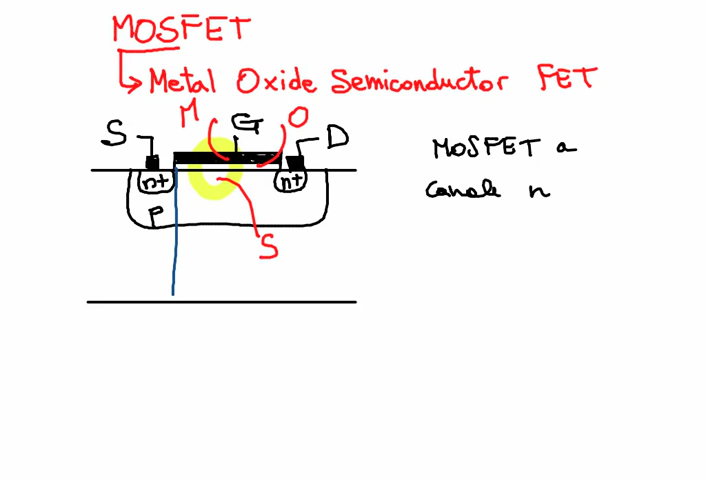 MOSFET
Metal Oxide Semiconductor FET
M
G
O
S
D
MOSFET a
canale n
n+
n+
P
S